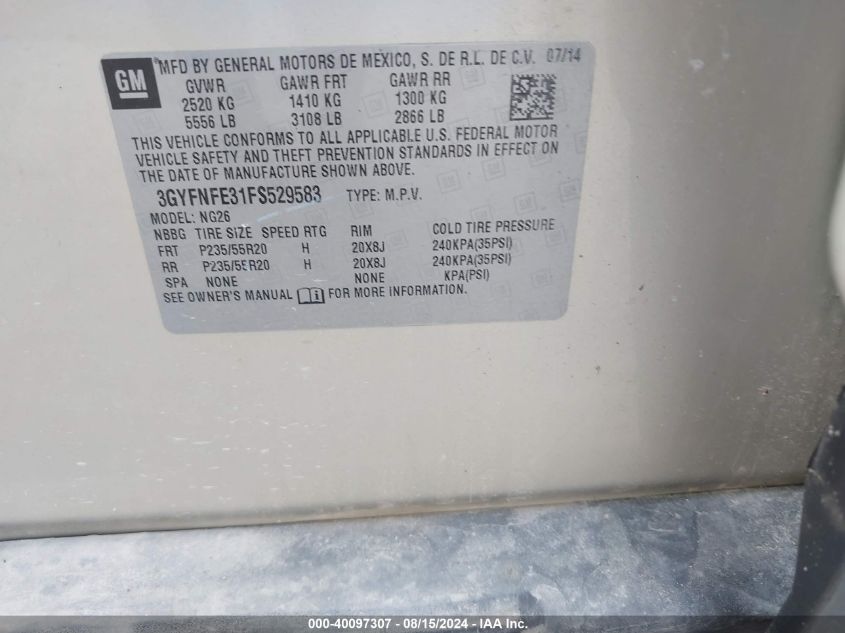 GM
MFD BY GENERAL MOTORS DE MEXICO, S. DE R.L. DE C.V. 07/14
GVWR GAWR FRT GAWR RR
2520 KG 1410 KG 1300 KG
5556 LB 3108 LB 2866 LB
THIS VEHICLE CONFORMS TO ALL APPLICABLE U.S. FEDERAL MOTOR
VEHICLE SAFETY AND THEFT PREVENTION STANDARDS IN EFFECT ON
THE DATE OF MANUFACTURE SHOWN ABOVE.
3GYFNFE31FS529583 TYPE: M.P.V.
MODEL: NG26
NBBG TIRE SIZE SPEED RTG RIM COLD TIRE PRESSURE
FRT P235/55R20 H 20X8J 240KPA(35PSI)
RR P235/55R20 H 20X8J 240KPA(35PSI)
SPA NONE NONE KPA(PSI)
SEE OWNER'S MANUAL FOR MORE INFORMATION.
000-40097307 - 08/15/2024 - IAA Inc.